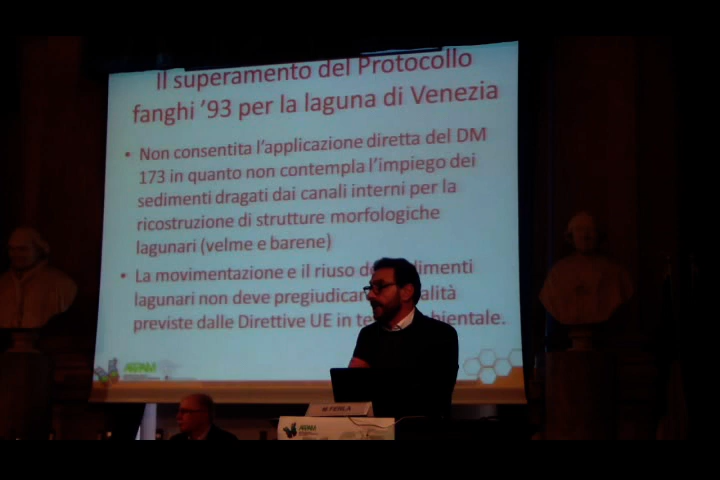 Il superamento del Protocollo
fanghi '93 per la laguna di Venezia
• Non consentita l'applicazione diretta del DM
173 in quanto non contempla l'impiego dei
sedimenti dragati dai canali interni per la
ricostruzione di strutture morfologiche
lagunari (velme e barene)
• La movimentazione e il riuso
lagunari non deve
previste dalle Direttive UE in
M.FERLA